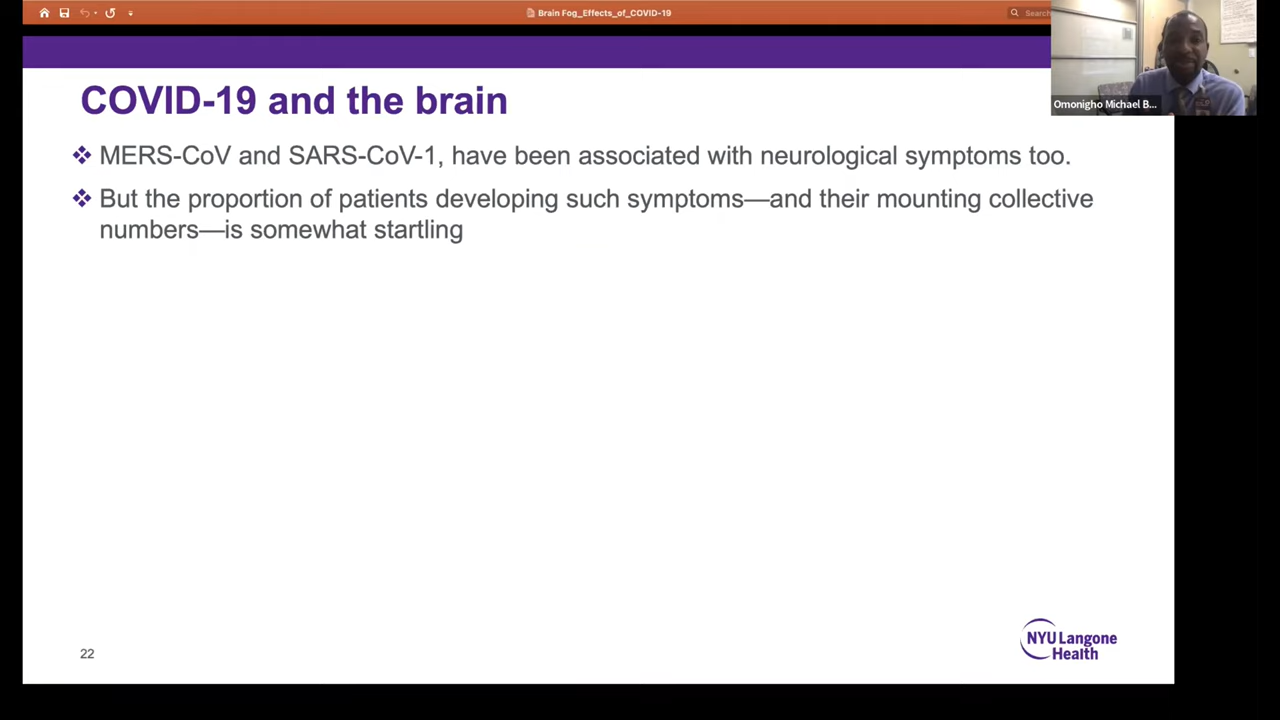 Brain Fog_Effects_of_COVID-19
Search
Omonigho Michael B...
COVID-19 and the brain
❖ MERS-CoV and SARS-CoV-1, have been associated with neurological symptoms too.
❖ But the proportion of patients developing such symptoms—and their mounting collective
numbers—is somewhat startling
22
NYU Langone
Health